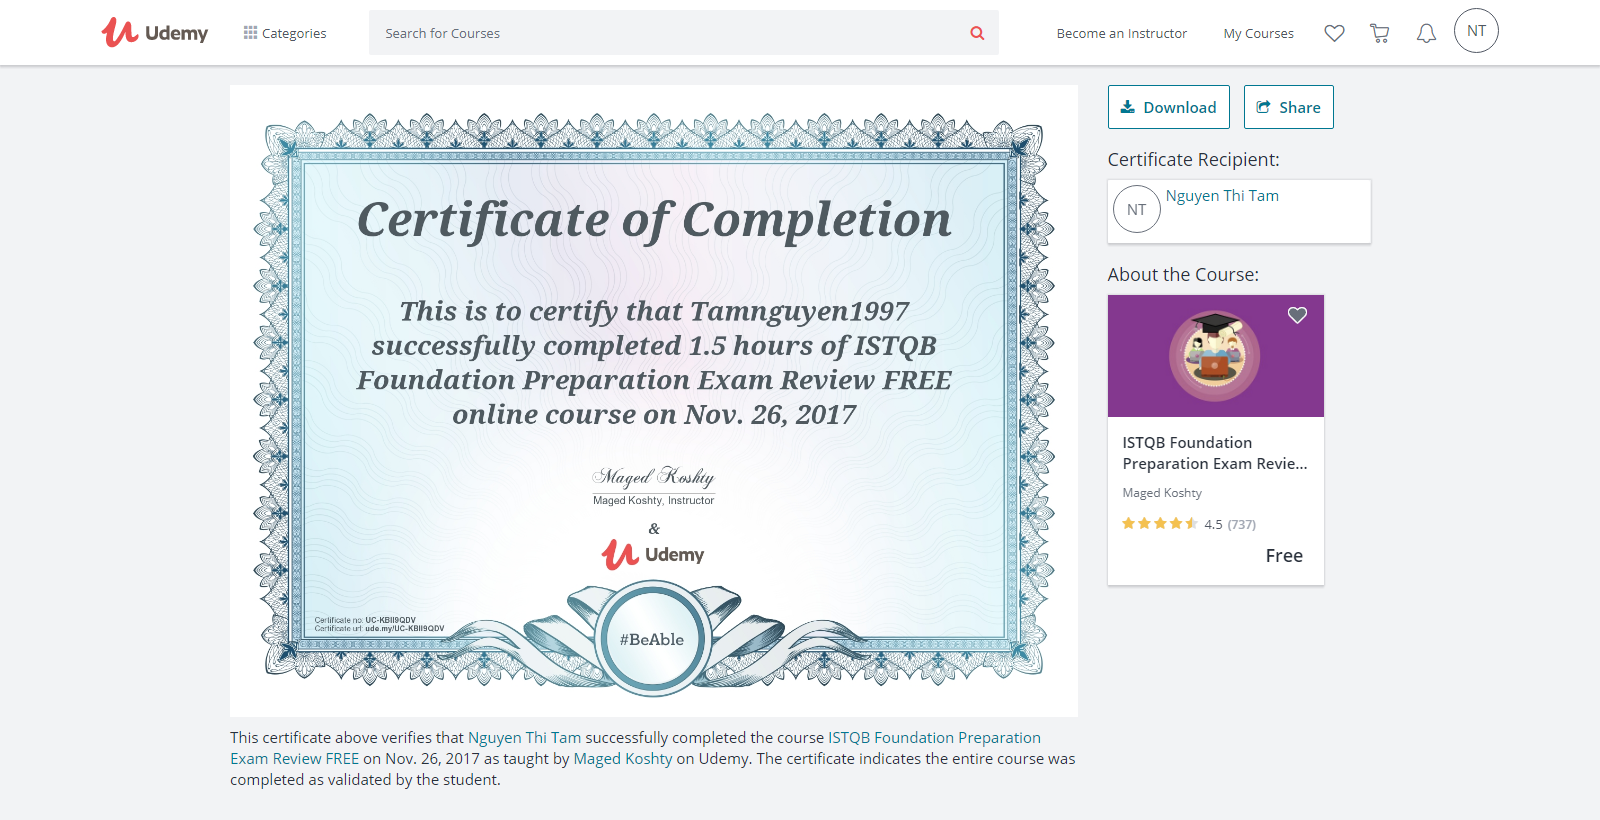 Udemy
Categories
Search for Courses
Become an Instructor
My Courses
NT
Certificate of Completion
This is to certify that Tamnguyen1997
successfully completed 1.5 hours of ISTQB
Foundation Preparation Exam Review FREE
online course on Nov. 26, 2017
Maged Koshty
Maged Koshty, Instructor
&
Udemy
Certificate no: UC-KBII9QDV
Certificate url: ude.my/UC-KBII9QDV
#BeAble
This certificate above verifies that Nguyen Thi Tam successfully completed the course ISTQB Foundation Preparation
Exam Review FREE on Nov. 26, 2017 as taught by Maged Koshty on Udemy. The certificate indicates the entire course was
completed as validated by the student.
Download
Share
Certificate Recipient:
NT
Nguyen Thi Tam
About the Course:
ISTQB Foundation
Preparation Exam Revie...
Maged Koshty
4.5 (737)
Free